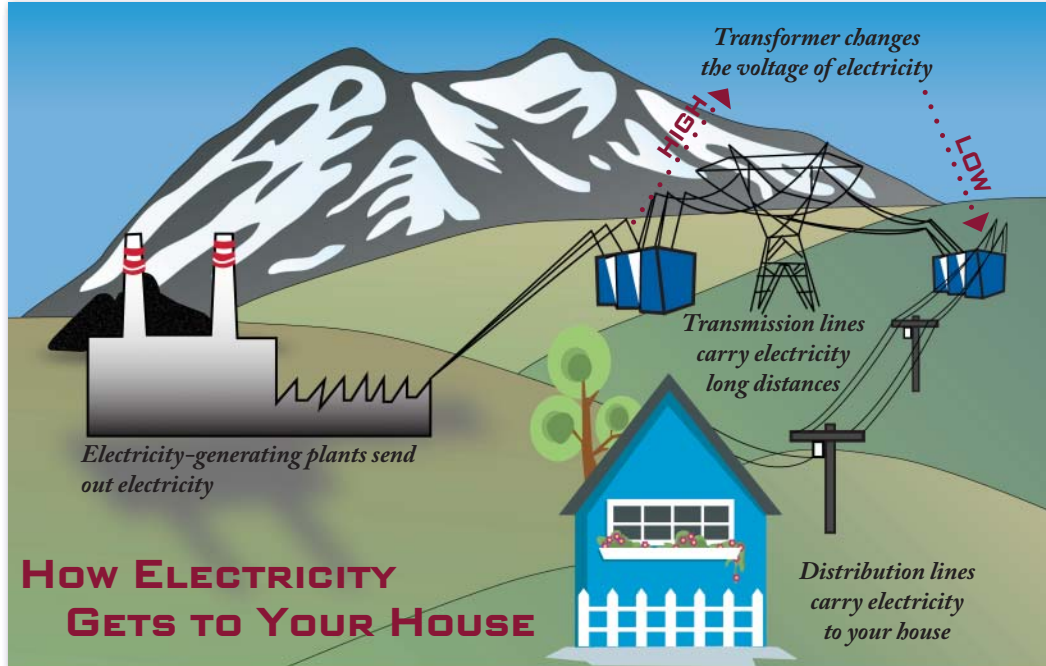 Transformer changes
the voltage of electricity
HIGH
LOW
Transmission lines
carry electricity
long distances
Electricity-generating plants send
out electricity
How Electricity
Gets to Your House
Distribution lines
carry electricity
to your house